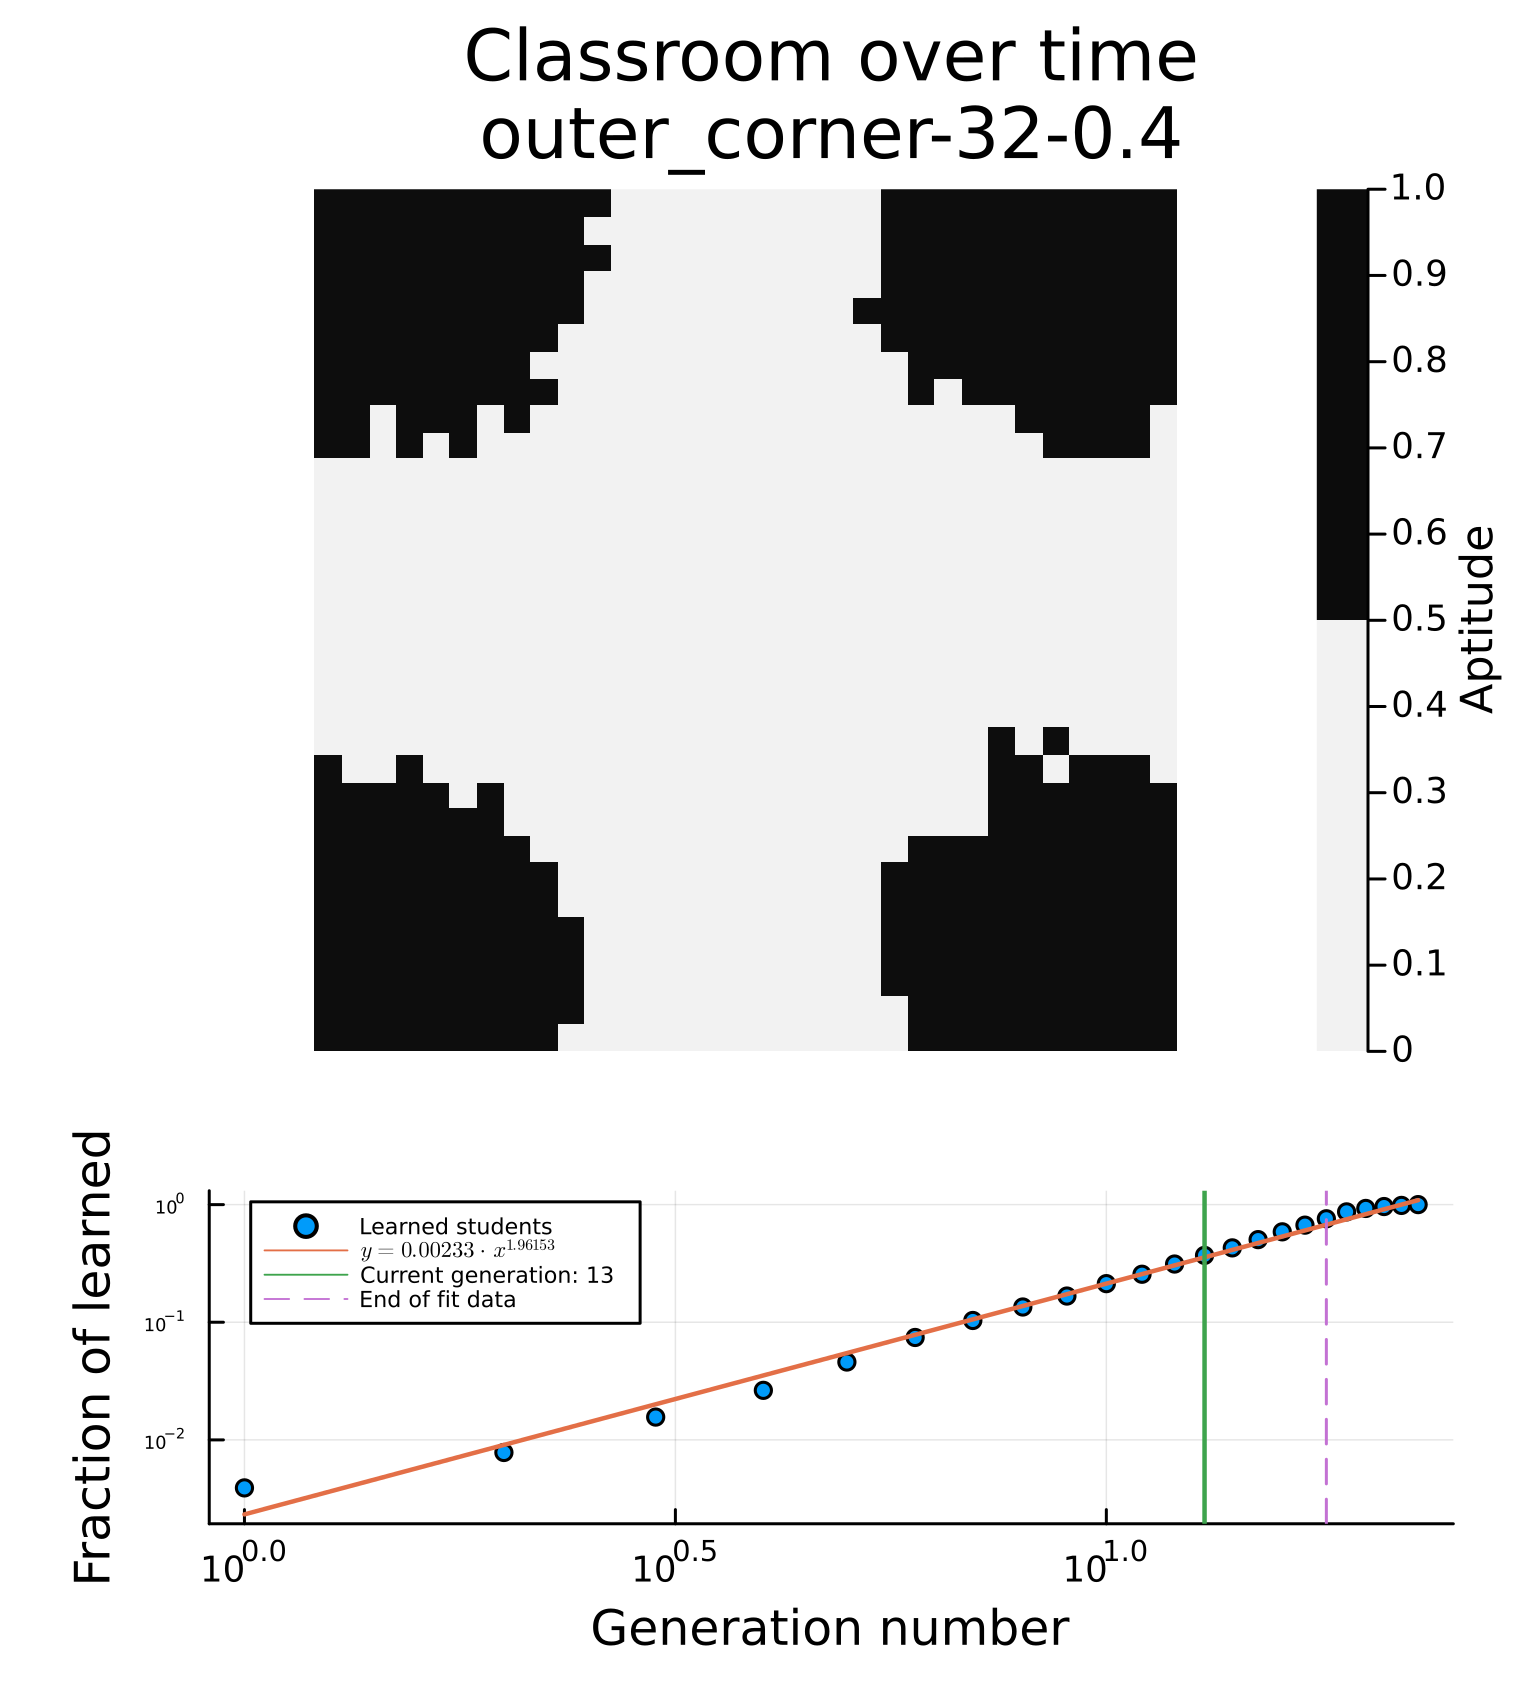 Classroom over time
outer_corner-32-0.4
1.0
0.9
0.8
0.7
0.6
0.5
0.4
0.3
0.2
0.1
0
Aptitude
Fraction of learned
10^0
10^−1
10^−2
Learned students
y = 0.00233 · x^1.96153
Current generation: 13
End of fit data
10^0.0 10^0.5 10^1.0
Generation number